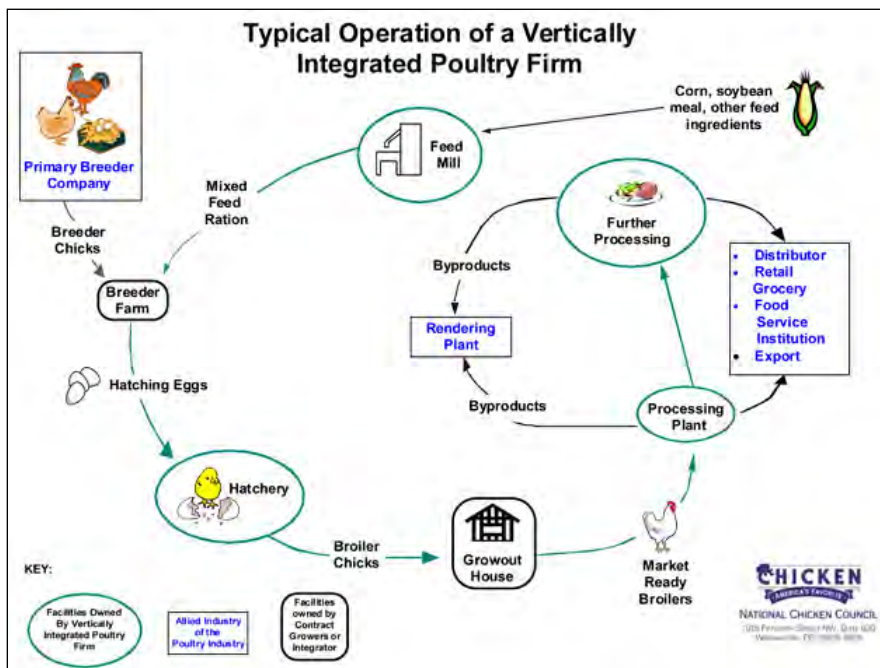 Typical Operation of a Vertically
Integrated Poultry Firm
Primary Breeder
Company
Corn, soybean
meal, other feed
ingredients
Feed
Mill
Mixed
Feed
Ration
Breeder
Chicks
Further
Processing
Breeder
Farm
Byproducts
• Distributor
• Retail
Grocery
• Food
Service
Institution
• Export
Rendering
Plant
Hatching Eggs
Byproducts
Processing
Plant
Hatchery
Broiler
Chicks
Growout
House
Market
Ready
Broilers
KEY:
Facilities Owned
By Vertically
Integrated Poultry
Firm
Allied Industry
of the
Poultry Industry
Facilities
owned by
Contract
Growers or
Integrator
CHICKEN
AMERICA'S FAVORITE
NATIONAL CHICKEN COUNCIL